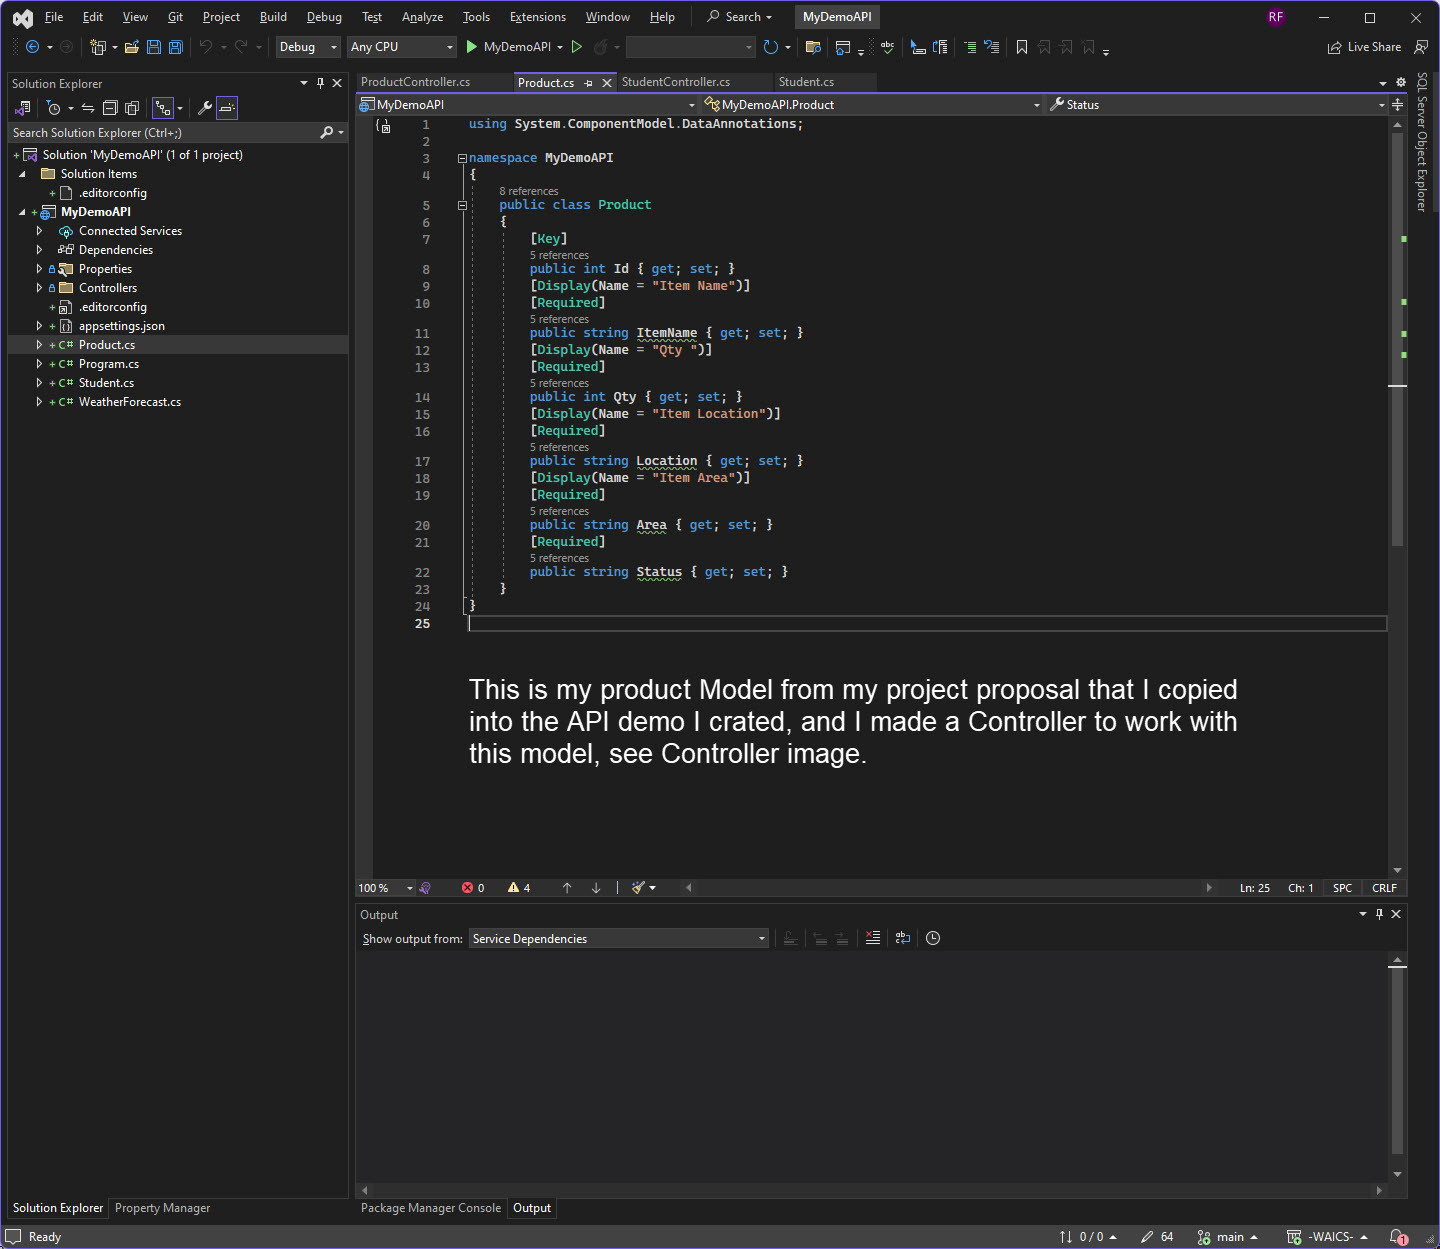 File Edit View Git Project Build Debug Test Analyze Tools Extensions Window Help Search MyDemoAPI RF
Debug Any CPU MyDemoAPI Live Share
Solution Explorer
Search Solution Explorer (Ctrl+;)
Solution 'MyDemoAPI' (1 of 1 project)
Solution Items
.editorconfig
MyDemoAPI
Connected Services
Dependencies
Properties
Controllers
.editorconfig
appsettings.json
C# Product.cs
C# Program.cs
C# Student.cs
C# WeatherForecast.cs
Solution Explorer Property Manager
ProductController.cs Product.cs StudentController.cs Student.cs
MyDemoAPI MyDemoAPI.Product Status
1 using System.ComponentModel.DataAnnotations;
2
3 namespace MyDemoAPI
4 {
8 references
5 public class Product
6 {
7 [Key]
5 references
8 public int Id { get; set; }
9 [Display(Name = "Item Name")]
10 [Required]
5 references
11 public string ItemName { get; set; }
12 [Display(Name = "Qty ")]
13 [Required]
5 references
14 public int Qty { get; set; }
15 [Display(Name = "Item Location")]
16 [Required]
5 references
17 public string Location { get; set; }
18 [Display(Name = "Item Area")]
19 [Required]
5 references
20 public string Area { get; set; }
21 [Required]
5 references
22 public string Status { get; set; }
23 }
24 }
25
This is my product Model from my project proposal that I copied
into the API demo I crated, and I made a Controller to work with
this model, see Controller image.
100 % 0 4 Ln: 25 Ch: 1 SPC CRLF
Output
Show output from: Service Dependencies
Package Manager Console Output
SQL Server Object Explorer
Ready 0 / 0 64 main -WAICS- 1